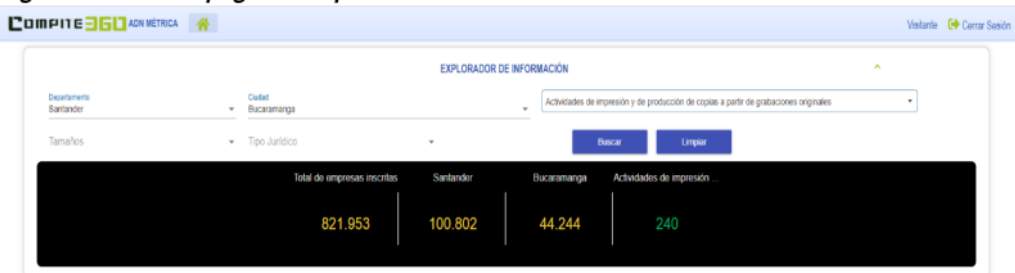 COMPITE360 ADN MÉTRICA
Visitante Cerrar Sesión
EXPLORADOR DE INFORMACIÓN
Departamento
Santander
Ciudad
Bucaramanga
Actividades de impresión y de producción de copias a partir de grabaciones originales
Tamaños
Tipo Jurídico
Buscar
Limpiar
Total de empresas inscritas Santander Bucaramanga Actividades de impresión ...
821.953 100.802 44.244 240